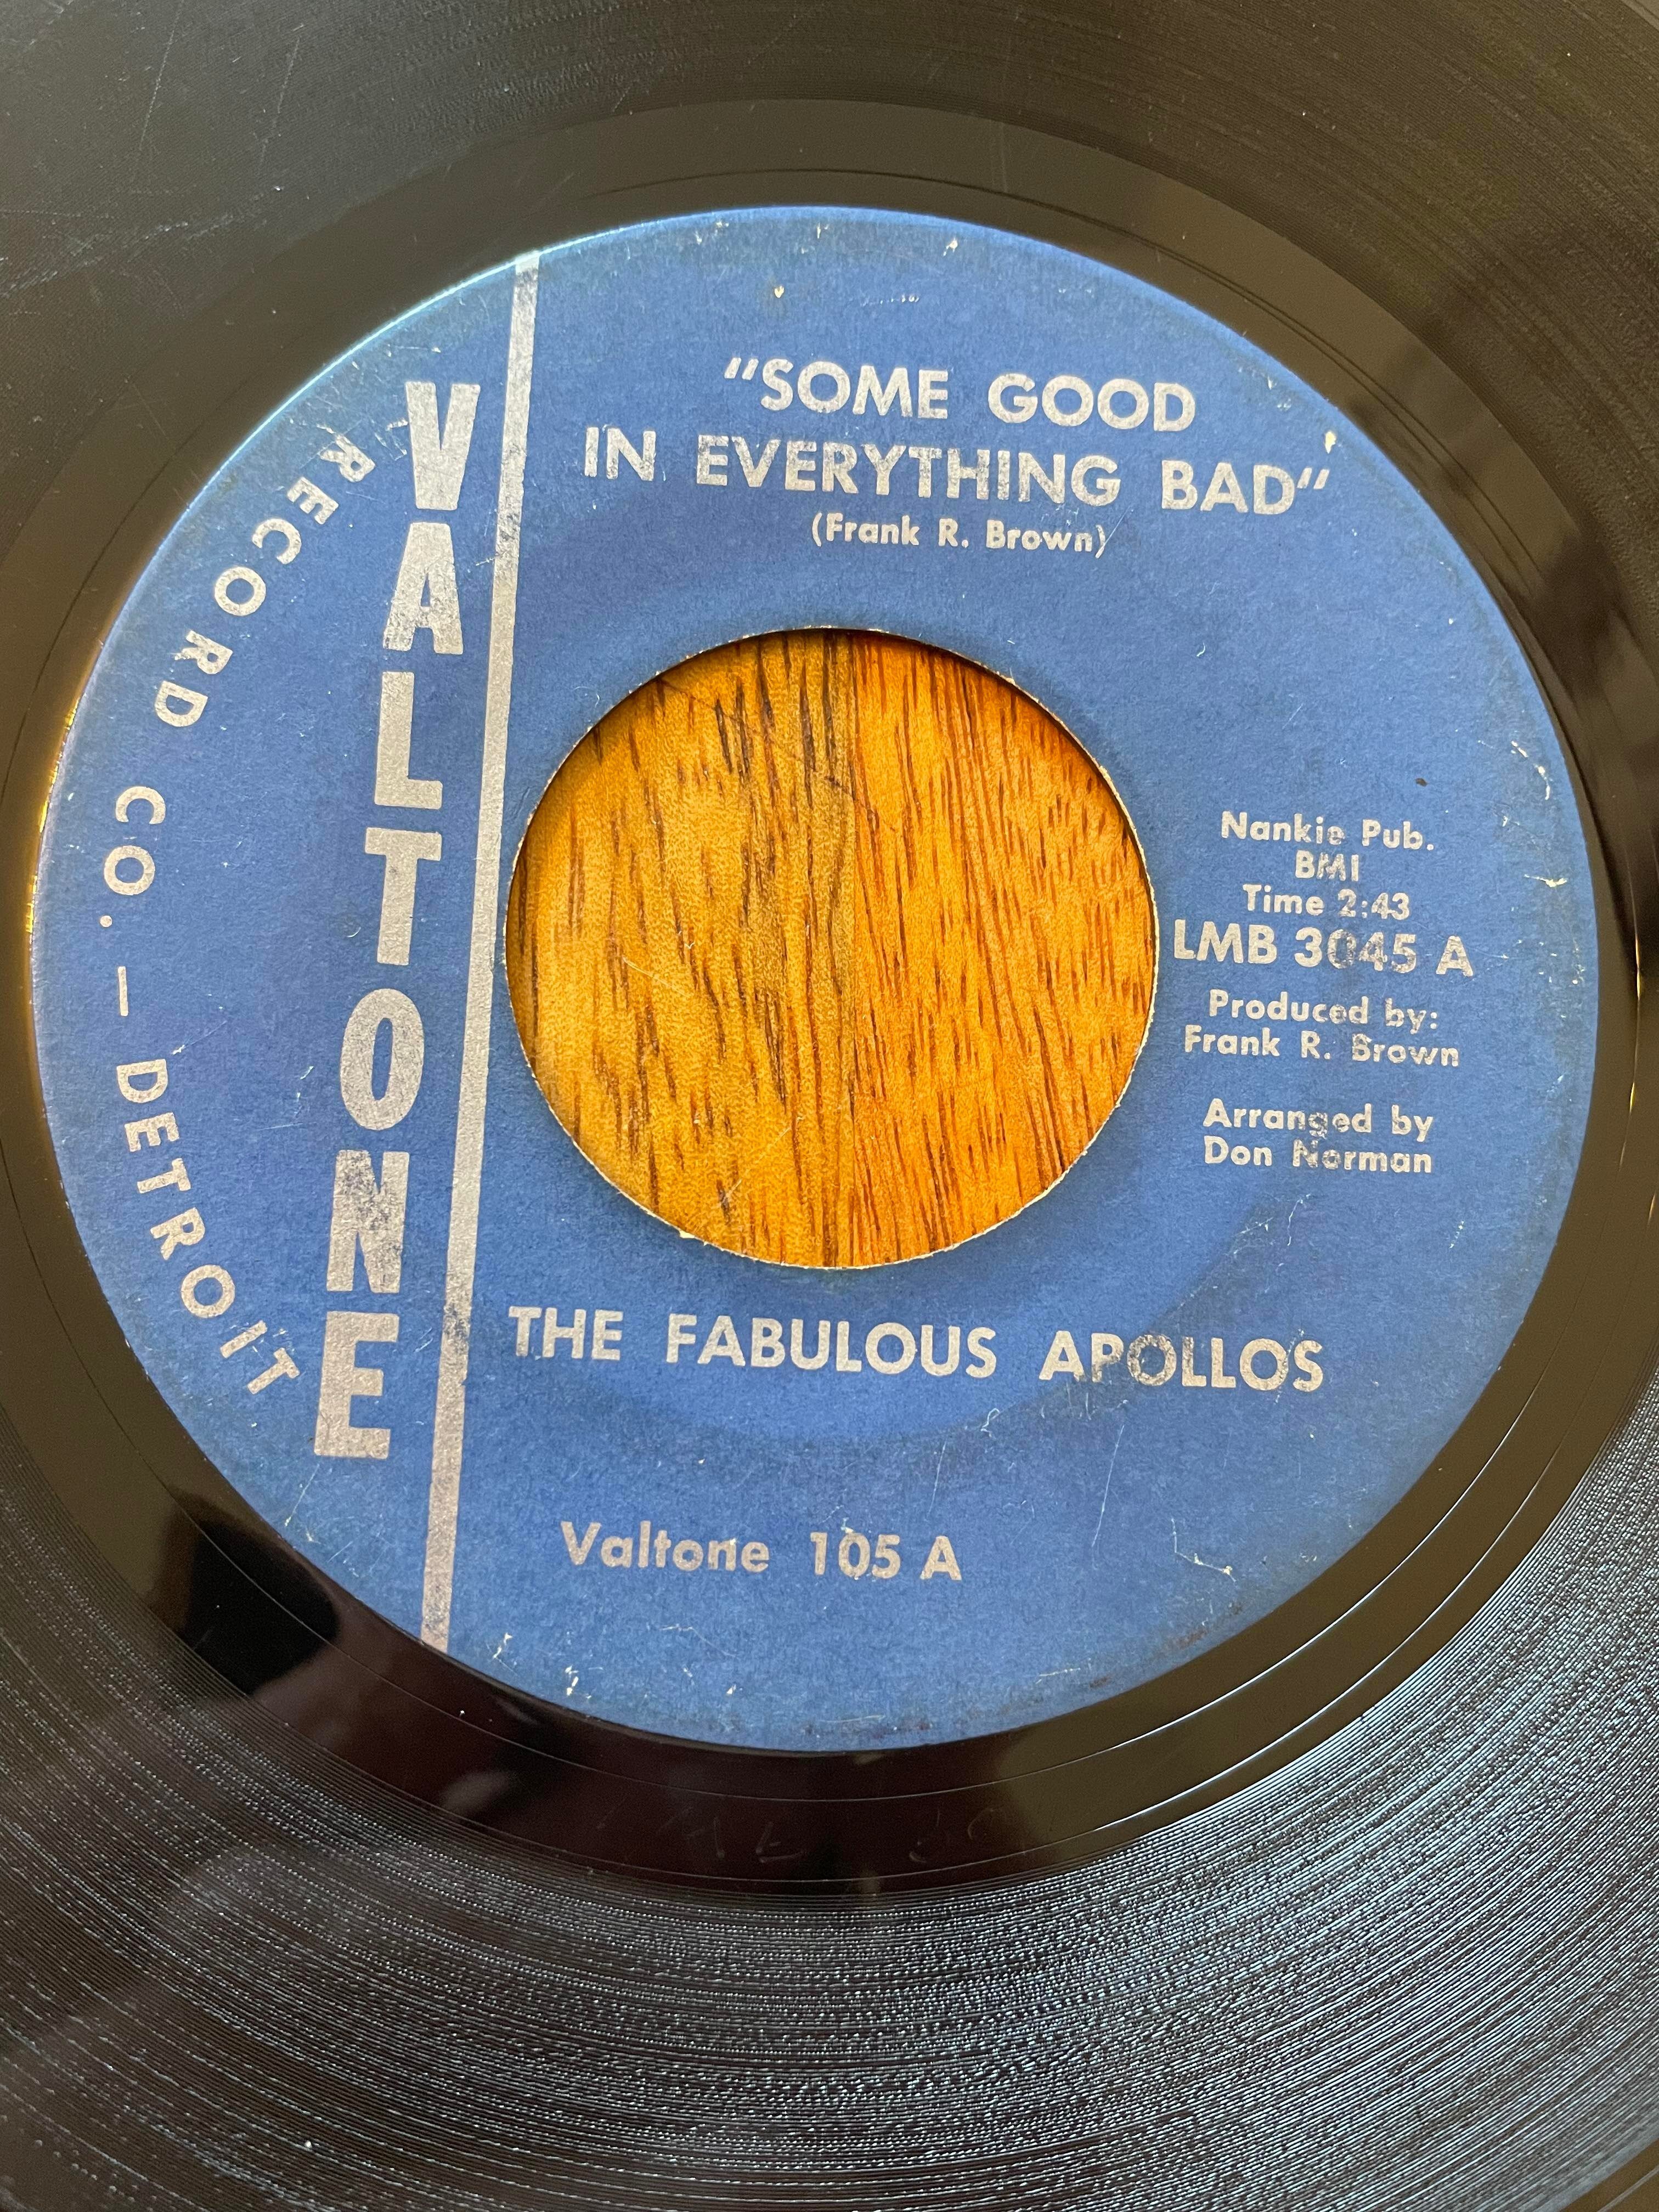 "SOME GOOD
IN EVERYTHING BAD"
(Frank R. Brown)
VALTONE
RECORD CO. — DETROIT
Nankie Pub.
BMI
Time 2:43
LMB 3045 A
Produced by:
Frank R. Brown
Arranged by
Don Norman
THE FABULOUS APOLLOS
Valtone 105 A